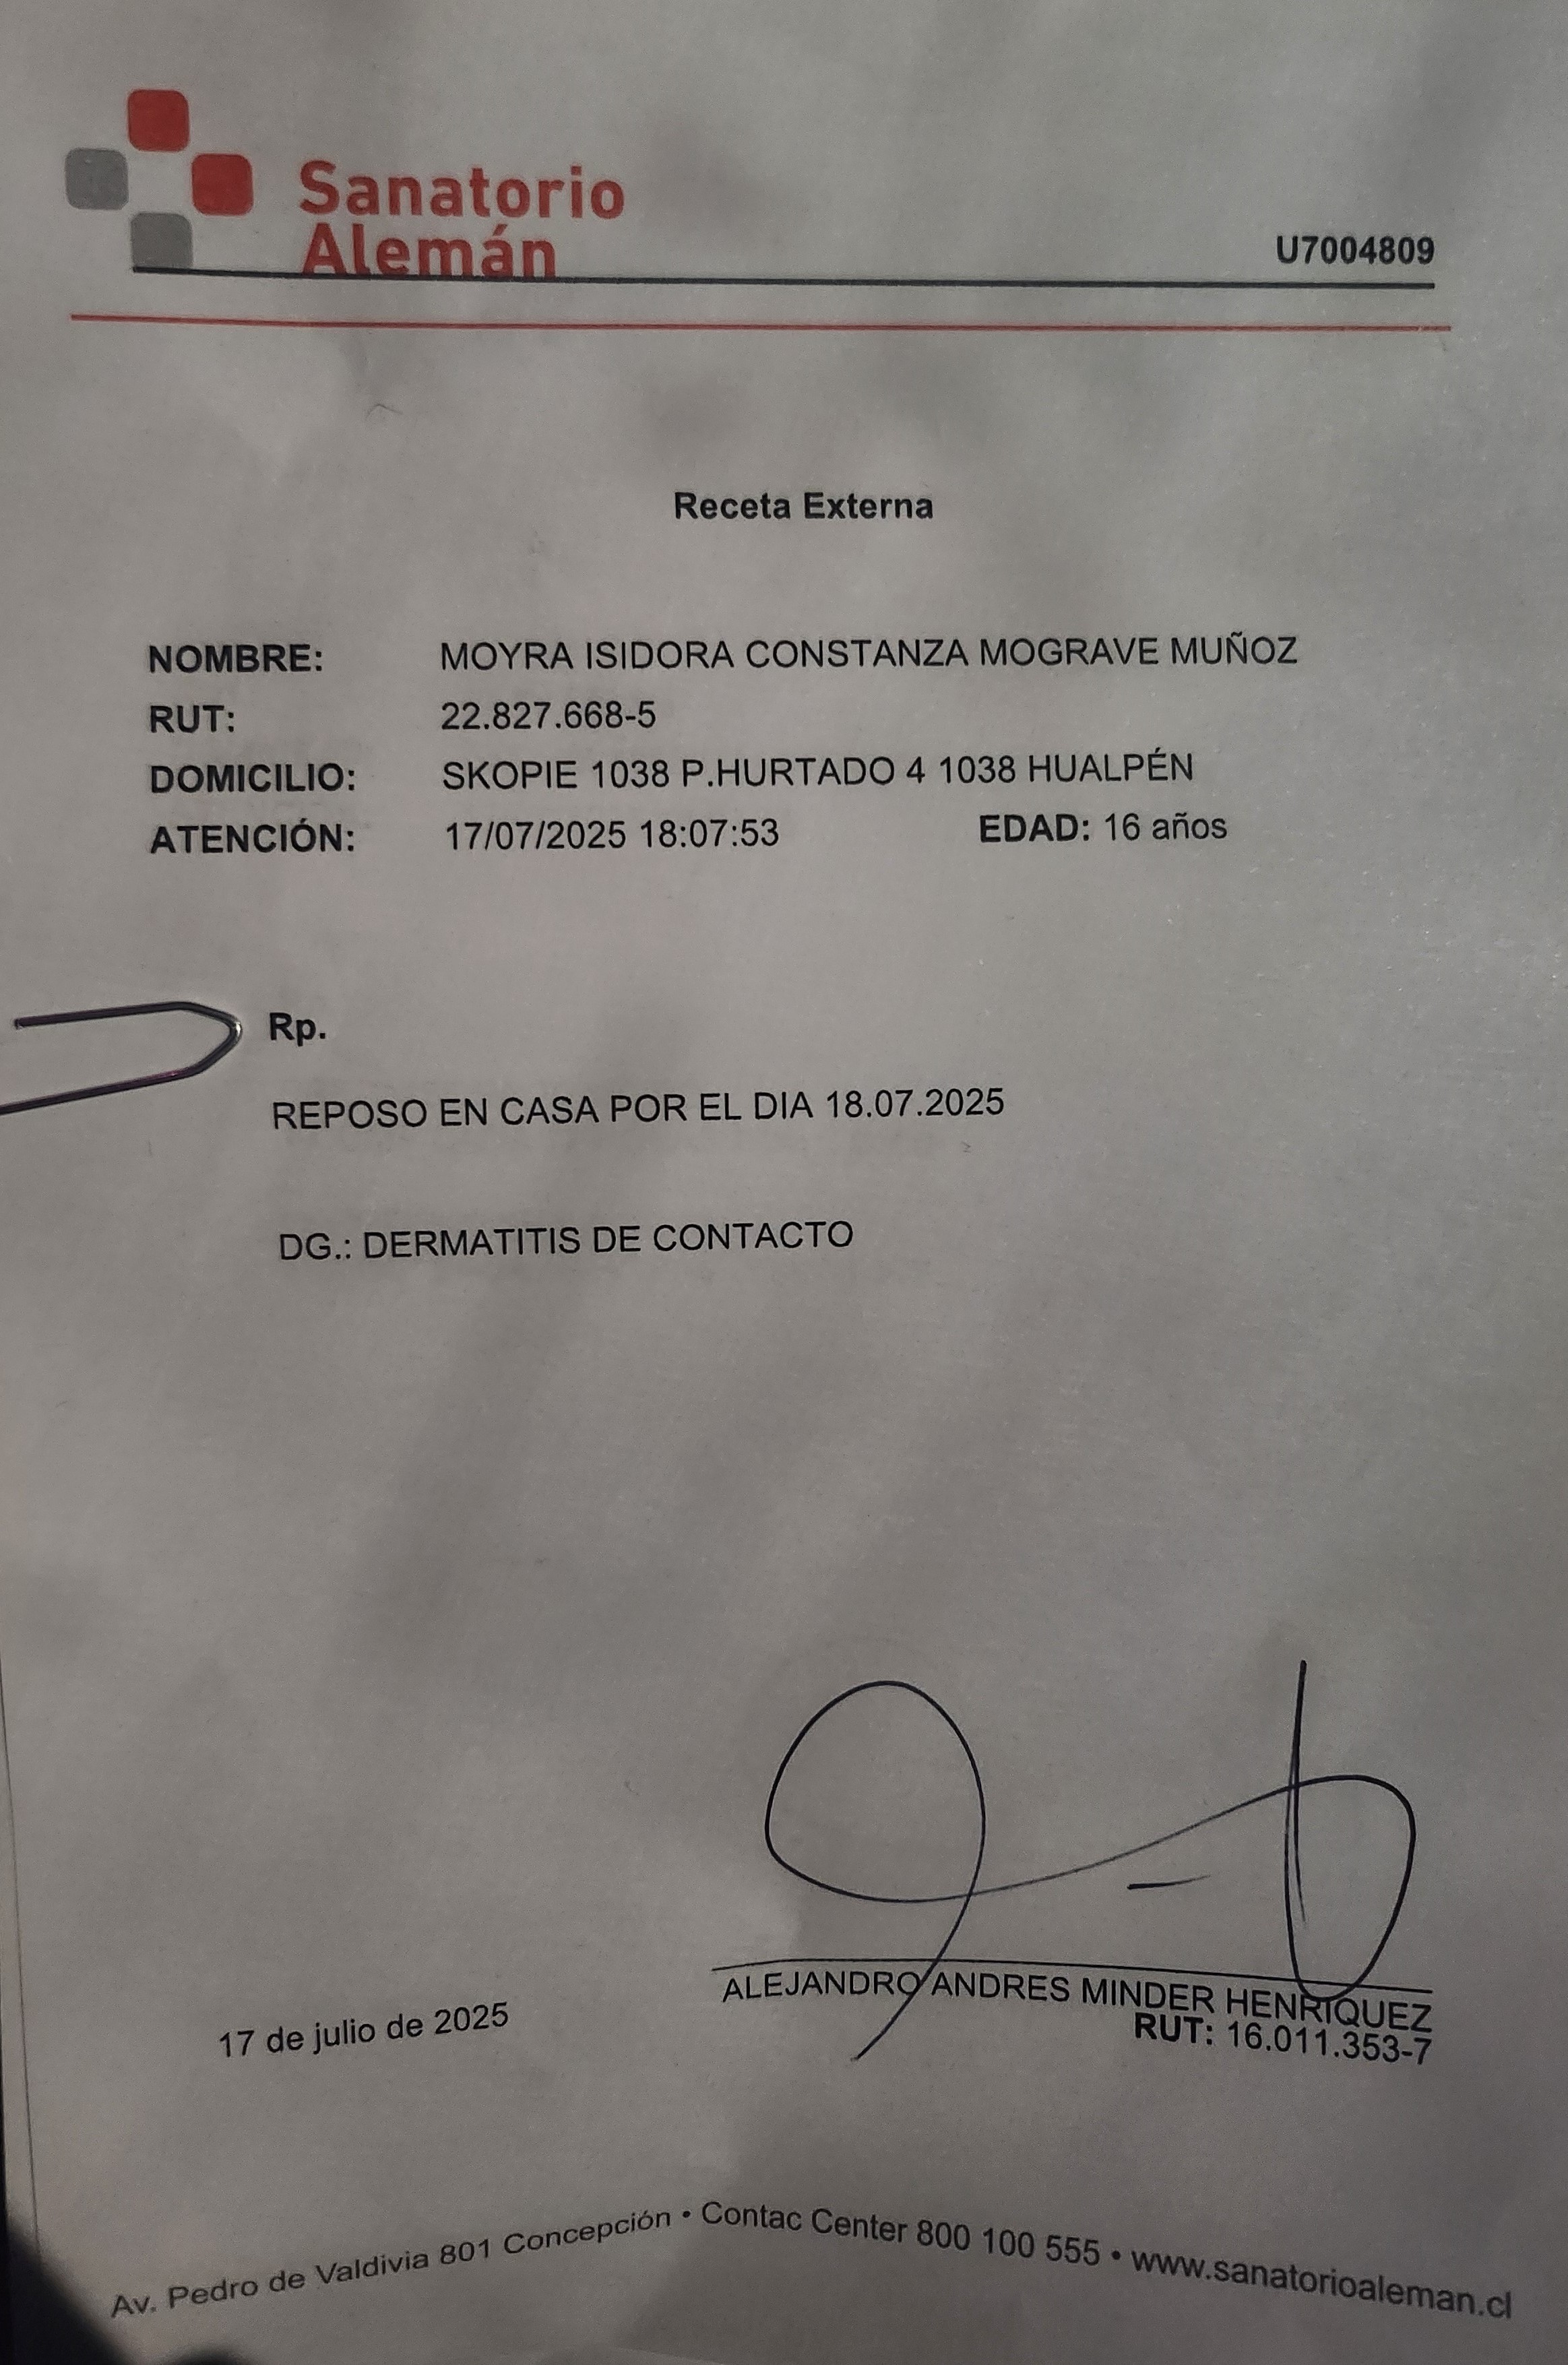 Sanatorio
Alemán
U7004809
Receta Externa
NOMBRE: MOYRA ISIDORA CONSTANZA MOGRAVE MUÑOZ
RUT: 22.827.668-5
DOMICILIO: SKOPIE 1038 P.HURTADO 4 1038 HUALPÉN
ATENCIÓN: 17/07/2025 18:07:53 EDAD: 16 años
Rp.
REPOSO EN CASA POR EL DIA 18.07.2025
DG.: DERMATITIS DE CONTACTO
ALEJANDRO ANDRES MINDER HENRIQUEZ
RUT: 16.011.353-7
17 de julio de 2025
Av. Pedro de Valdivia 801 Concepción • Contac Center 800 100 555 • www.sanatorioaleman.cl